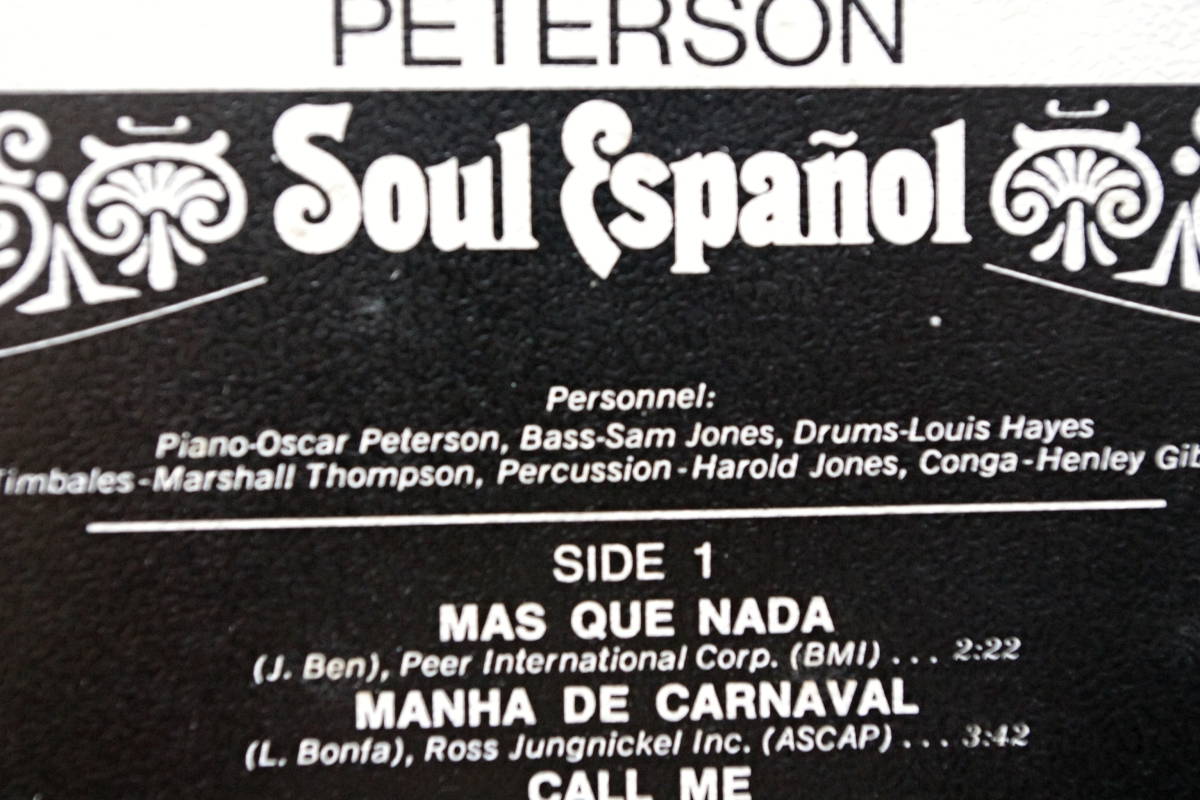 PETERSON
Soul Español
Personnel:
Piano-Oscar Peterson, Bass-Sam Jones, Drums-Louis Hayes
Timbales-Marshall Thompson, Percussion-Harold Jones, Conga-Henley
SIDE 1
MAS QUE NADA
(J. Ben), Peer International Corp. (BMI) . . . 2:22
MANHA DE CARNAVAL
(L. Bonfa), Ross Jungnickel Inc. (ASCAP) . . . 3:42
CALL ME